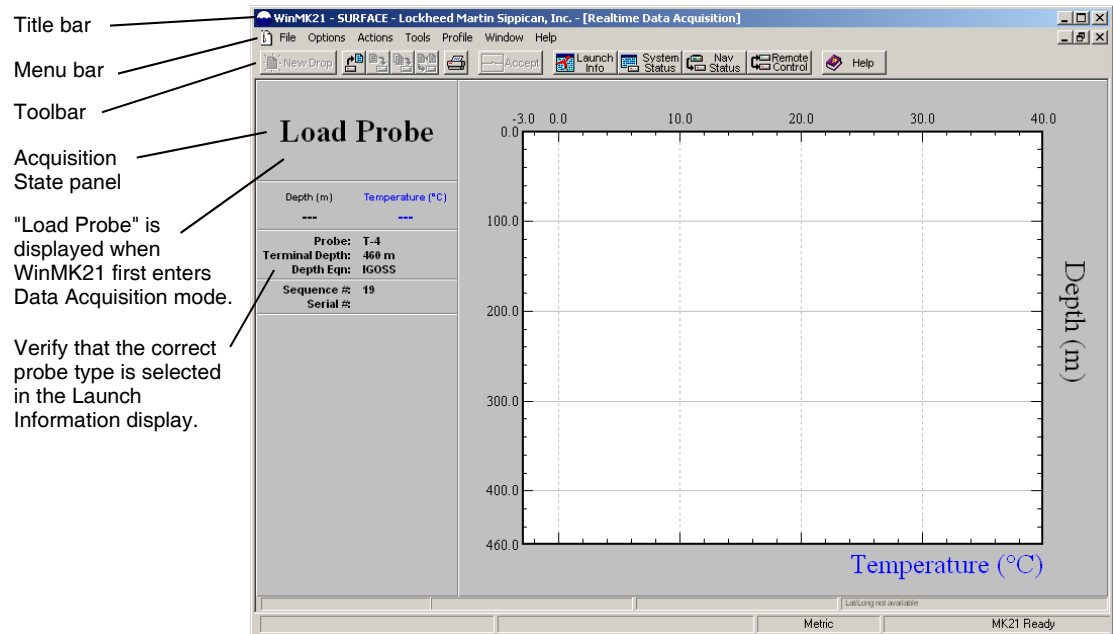 Title bar
Menu bar
Toolbar
Acquisition
State panel
"Load Probe" is
displayed when
WinMK21 first enters
Data Acquisition mode.
Verify that the correct
probe type is selected
in the Launch
Information display.
WinMK21 - SURFACE - Lockheed Martin Sippican, Inc. - [Realtime Data Acquisition]
File Options Actions Tools Profile Window Help
New Drop Accept Launch Info System Status Nav Status Remote Control Help
Load Probe
Depth (m) Temperature (°C)
--- ---
Probe: T-4
Terminal Depth: 460 m
Depth Eqn: IGOSS
Sequence #: 19
Serial #:
-3.0 0.0 10.0 20.0 30.0 40.0
0.0
100.0
200.0
300.0
400.0
460.0
Depth (m)
Temperature (°C)
Lat/Long not available
Metric MK21 Ready